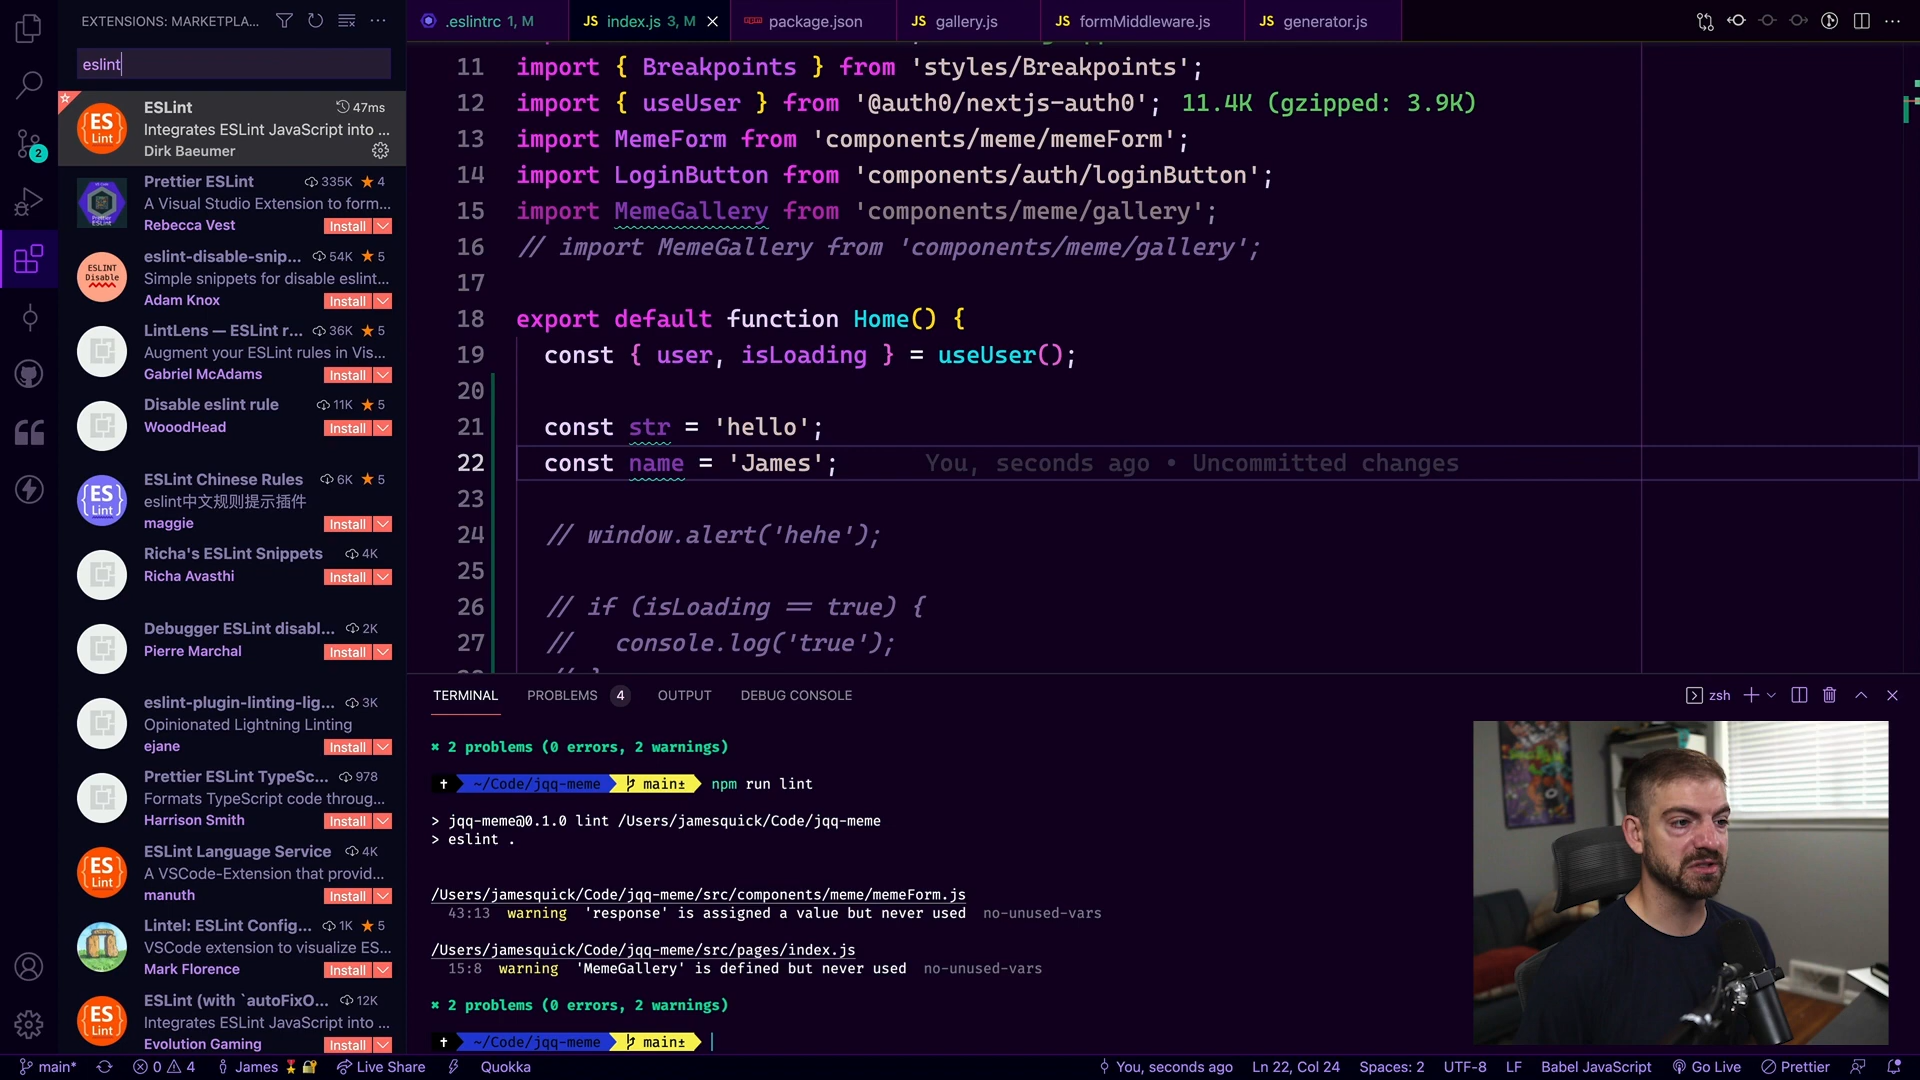 EXTENSIONS: MARKETPLA...
eslint
ESLint 47ms
Integrates ESLint JavaScript into ...
Dirk Baeumer
Prettier ESLint 335K ★ 4
A Visual Studio Extension to form...
Rebecca Vest Install
eslint-disable-snip... 54K ★ 5
Simple snippets for disable eslint...
Adam Knox Install
LintLens — ESLint r... 36K ★ 5
Augment your ESLint rules in Vis...
Gabriel McAdams Install
Disable eslint rule 11K ★ 5
WooodHead Install
ESLint Chinese Rules 6K ★ 5
eslint中文规则提示插件
maggie Install
Richa's ESLint Snippets 4K
Richa Avasthi Install
Debugger ESLint disabl... 2K
Pierre Marchal Install
eslint-plugin-linting-lig... 3K
Opinionated Lightning Linting
ejane Install
Prettier ESLint TypeSc... 978
Formats TypeScript code throug...
Harrison Smith Install
ESLint Language Service 4K
A VSCode-Extension that provid...
manuth Install
Lintel: ESLint Config... 1K ★ 5
VSCode extension to visualize ES...
Mark Florence Install
ESLint (with `autoFixO... 12K
Integrates ESLint JavaScript into ...
Evolution Gaming Install
2
ES Lint
ESLINT Disable
ES Lint
ES Lint
ES Lint
.eslintrc 1, M
JS index.js 3, M
package.json
JS gallery.js
JS formMiddleware.js
JS generator.js
11 import { Breakpoints } from 'styles/Breakpoints';
12 import { useUser } from '@auth0/nextjs-auth0'; 11.4K (gzipped: 3.9K)
13 import MemeForm from 'components/meme/memeForm';
14 import LoginButton from 'components/auth/loginButton';
15 import MemeGallery from 'components/meme/gallery';
16 // import MemeGallery from 'components/meme/gallery';
17
18 export default function Home() {
19 const { user, isLoading } = useUser();
20
21 const str = 'hello';
22 const name = 'James'; You, seconds ago • Uncommitted changes
23
24 // window.alert('hehe');
25
26 // if (isLoading == true) {
27 // console.log('true');
TERMINAL PROBLEMS 4 OUTPUT DEBUG CONSOLE zsh
✖ 2 problems (0 errors, 2 warnings)
~/Code/jqq-meme main± npm run lint
> jqq-meme@0.1.0 lint /Users/jamesquick/Code/jqq-meme
> eslint .
/Users/jamesquick/Code/jqq-meme/src/components/meme/memeForm.js
43:13 warning 'response' is assigned a value but never used no-unused-vars
/Users/jamesquick/Code/jqq-meme/src/pages/index.js
15:8 warning 'MemeGallery' is defined but never used no-unused-vars
✖ 2 problems (0 errors, 2 warnings)
~/Code/jqq-meme main±
main* 0 4 James Live Share Quokka You, seconds ago Ln 22, Col 24 Spaces: 2 UTF-8 LF Babel JavaScript Go Live Prettier